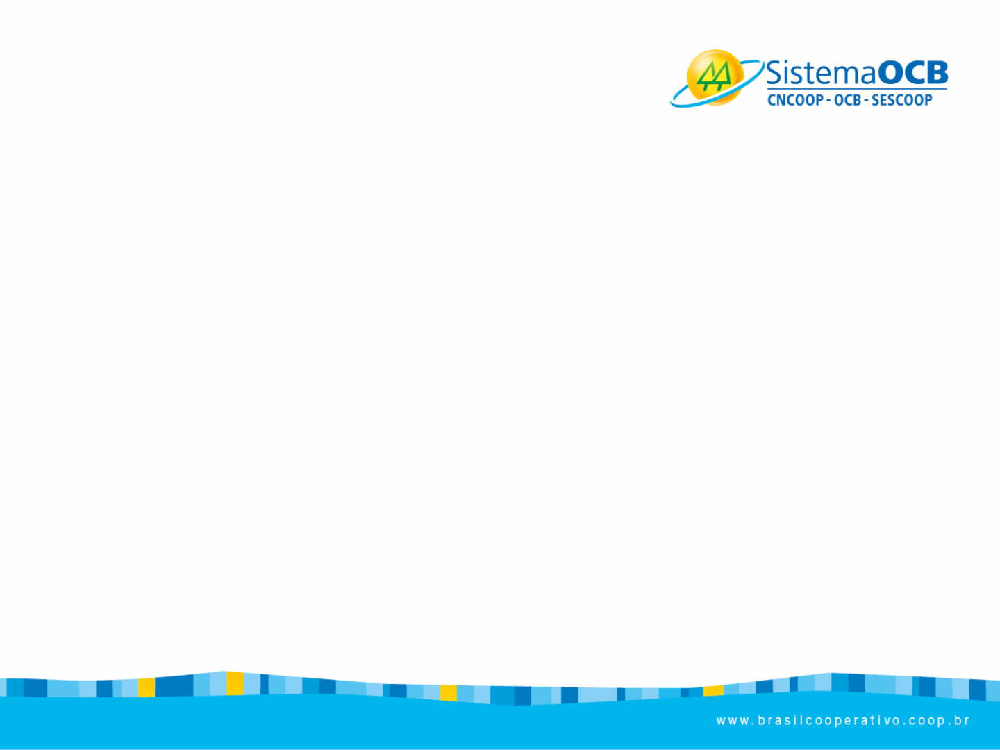 SistemaOCB
CNCOOP - OCB - SESCOOP
www.brasilcooperativo.coop.br